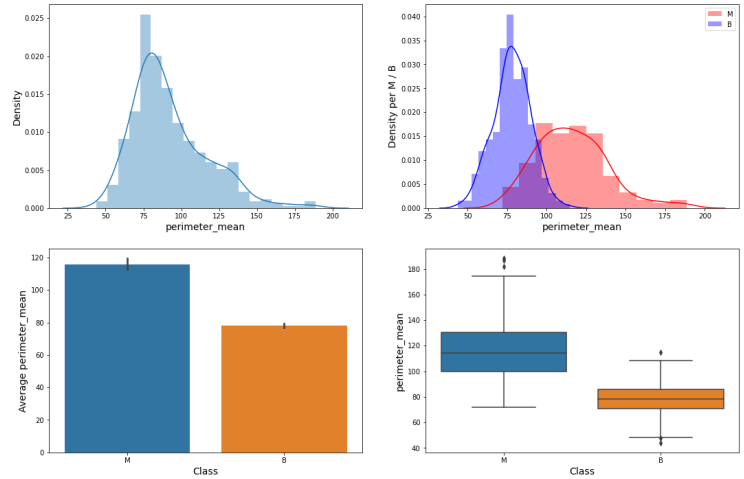 0.025
0.020
0.015
0.010
0.005
0.000
Density
25 50 75 100 125 150 175 200
perimeter_mean
0.040
0.035
0.030
0.025
0.020
0.015
0.010
0.005
0.000
Density per M / B
M
B
50 75 100 125 150 175 200
perimeter_mean
120
100
80
60
40
20
0
Average perimeter_mean
M B
Class
180
160
140
120
100
80
60
40
perimeter_mean
M B
Class